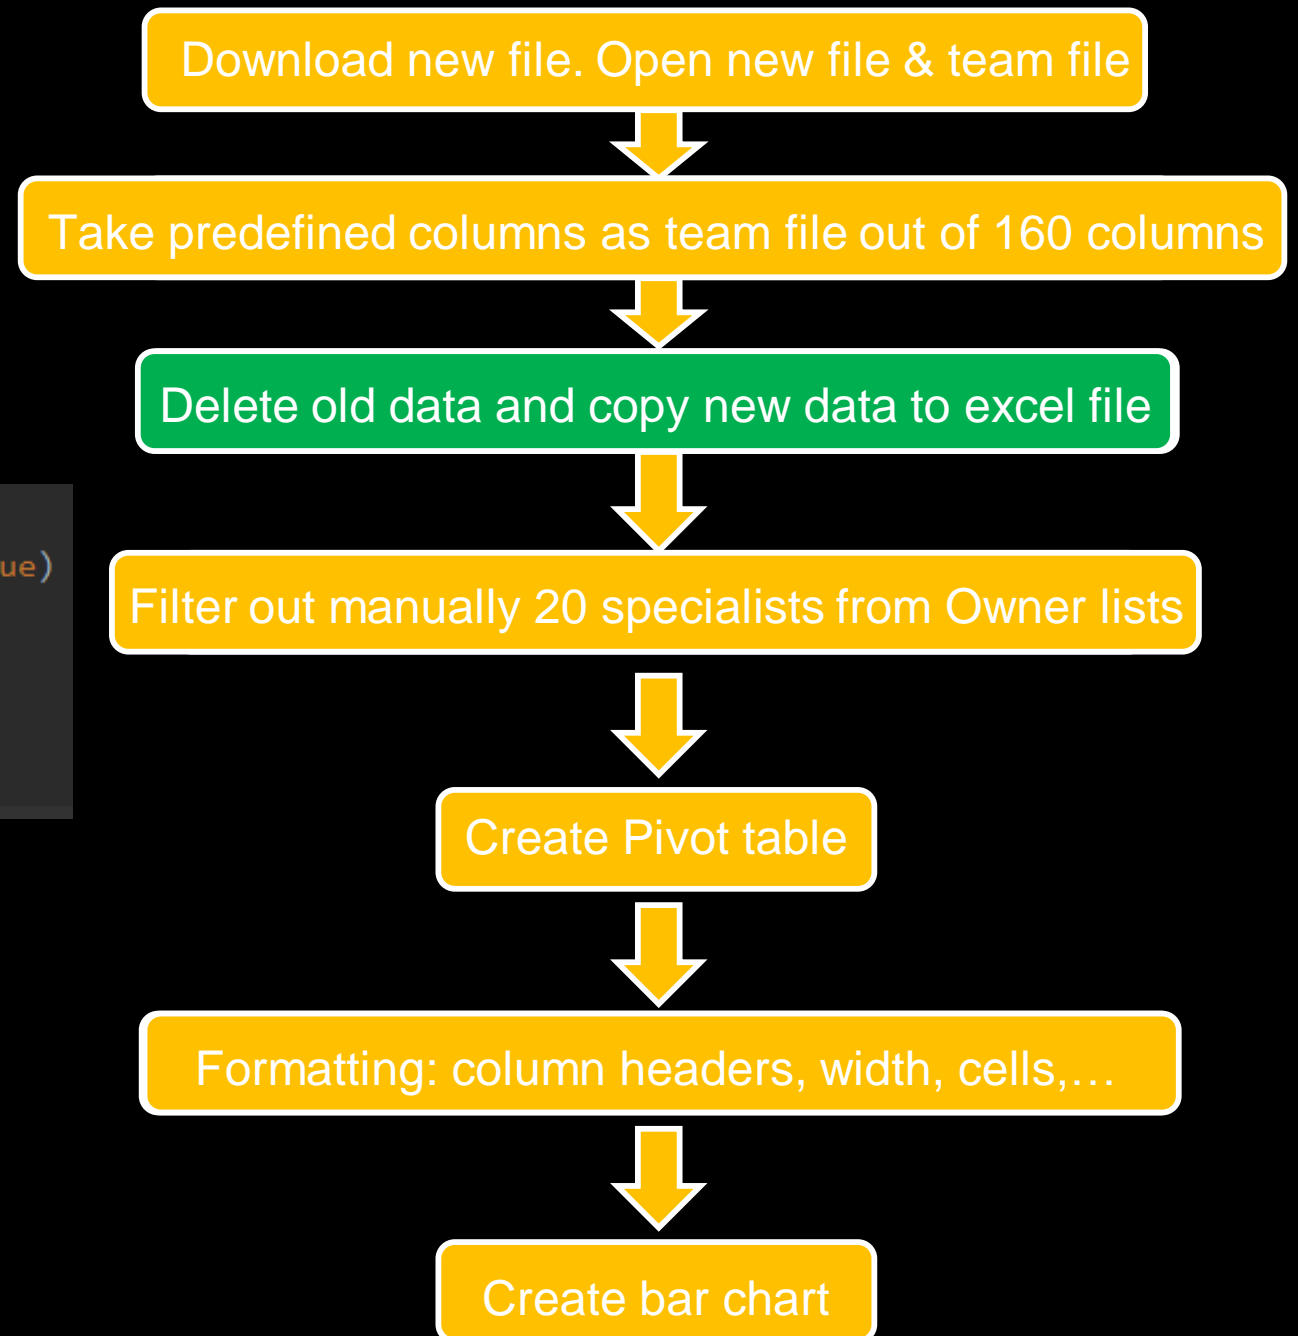 Download new file. Open new file & team file
Take predefined columns as team file out of 160 columns
Delete old data and copy new data to excel file
ue)
Filter out manually 20 specialists from Owner lists
Create Pivot table
Formatting: column headers, width, cells,…
Create bar chart